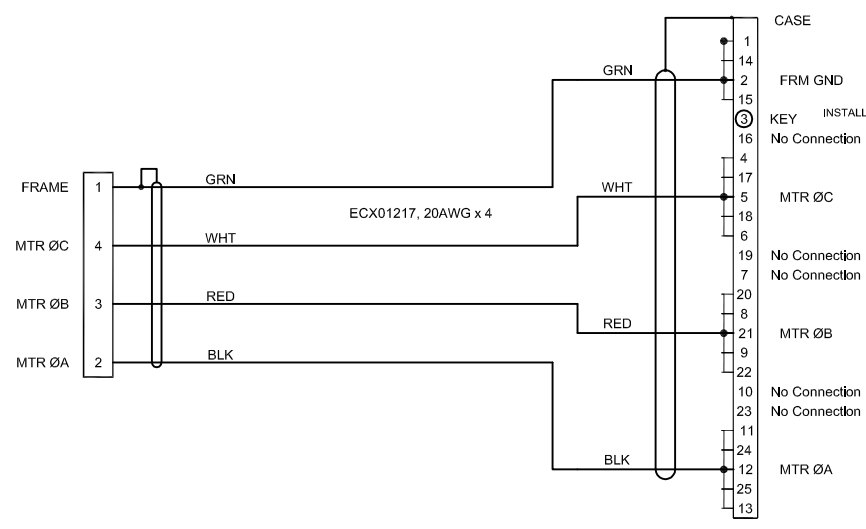 CASE
1
14
GRN 2 FRM GND
15
3 KEY INSTALL
16 No Connection
4
17
FRAME 1 GRN
WHT 5 MTR ØC
ECX01217, 20AWG x 4
18
6
MTR ØC 4 WHT
19 No Connection
7 No Connection
20
MTR ØB 3 RED
8
RED 21 MTR ØB
9
MTR ØA 2 BLK
22
10 No Connection
23 No Connection
11
24
BLK 12 MTR ØA
25
13